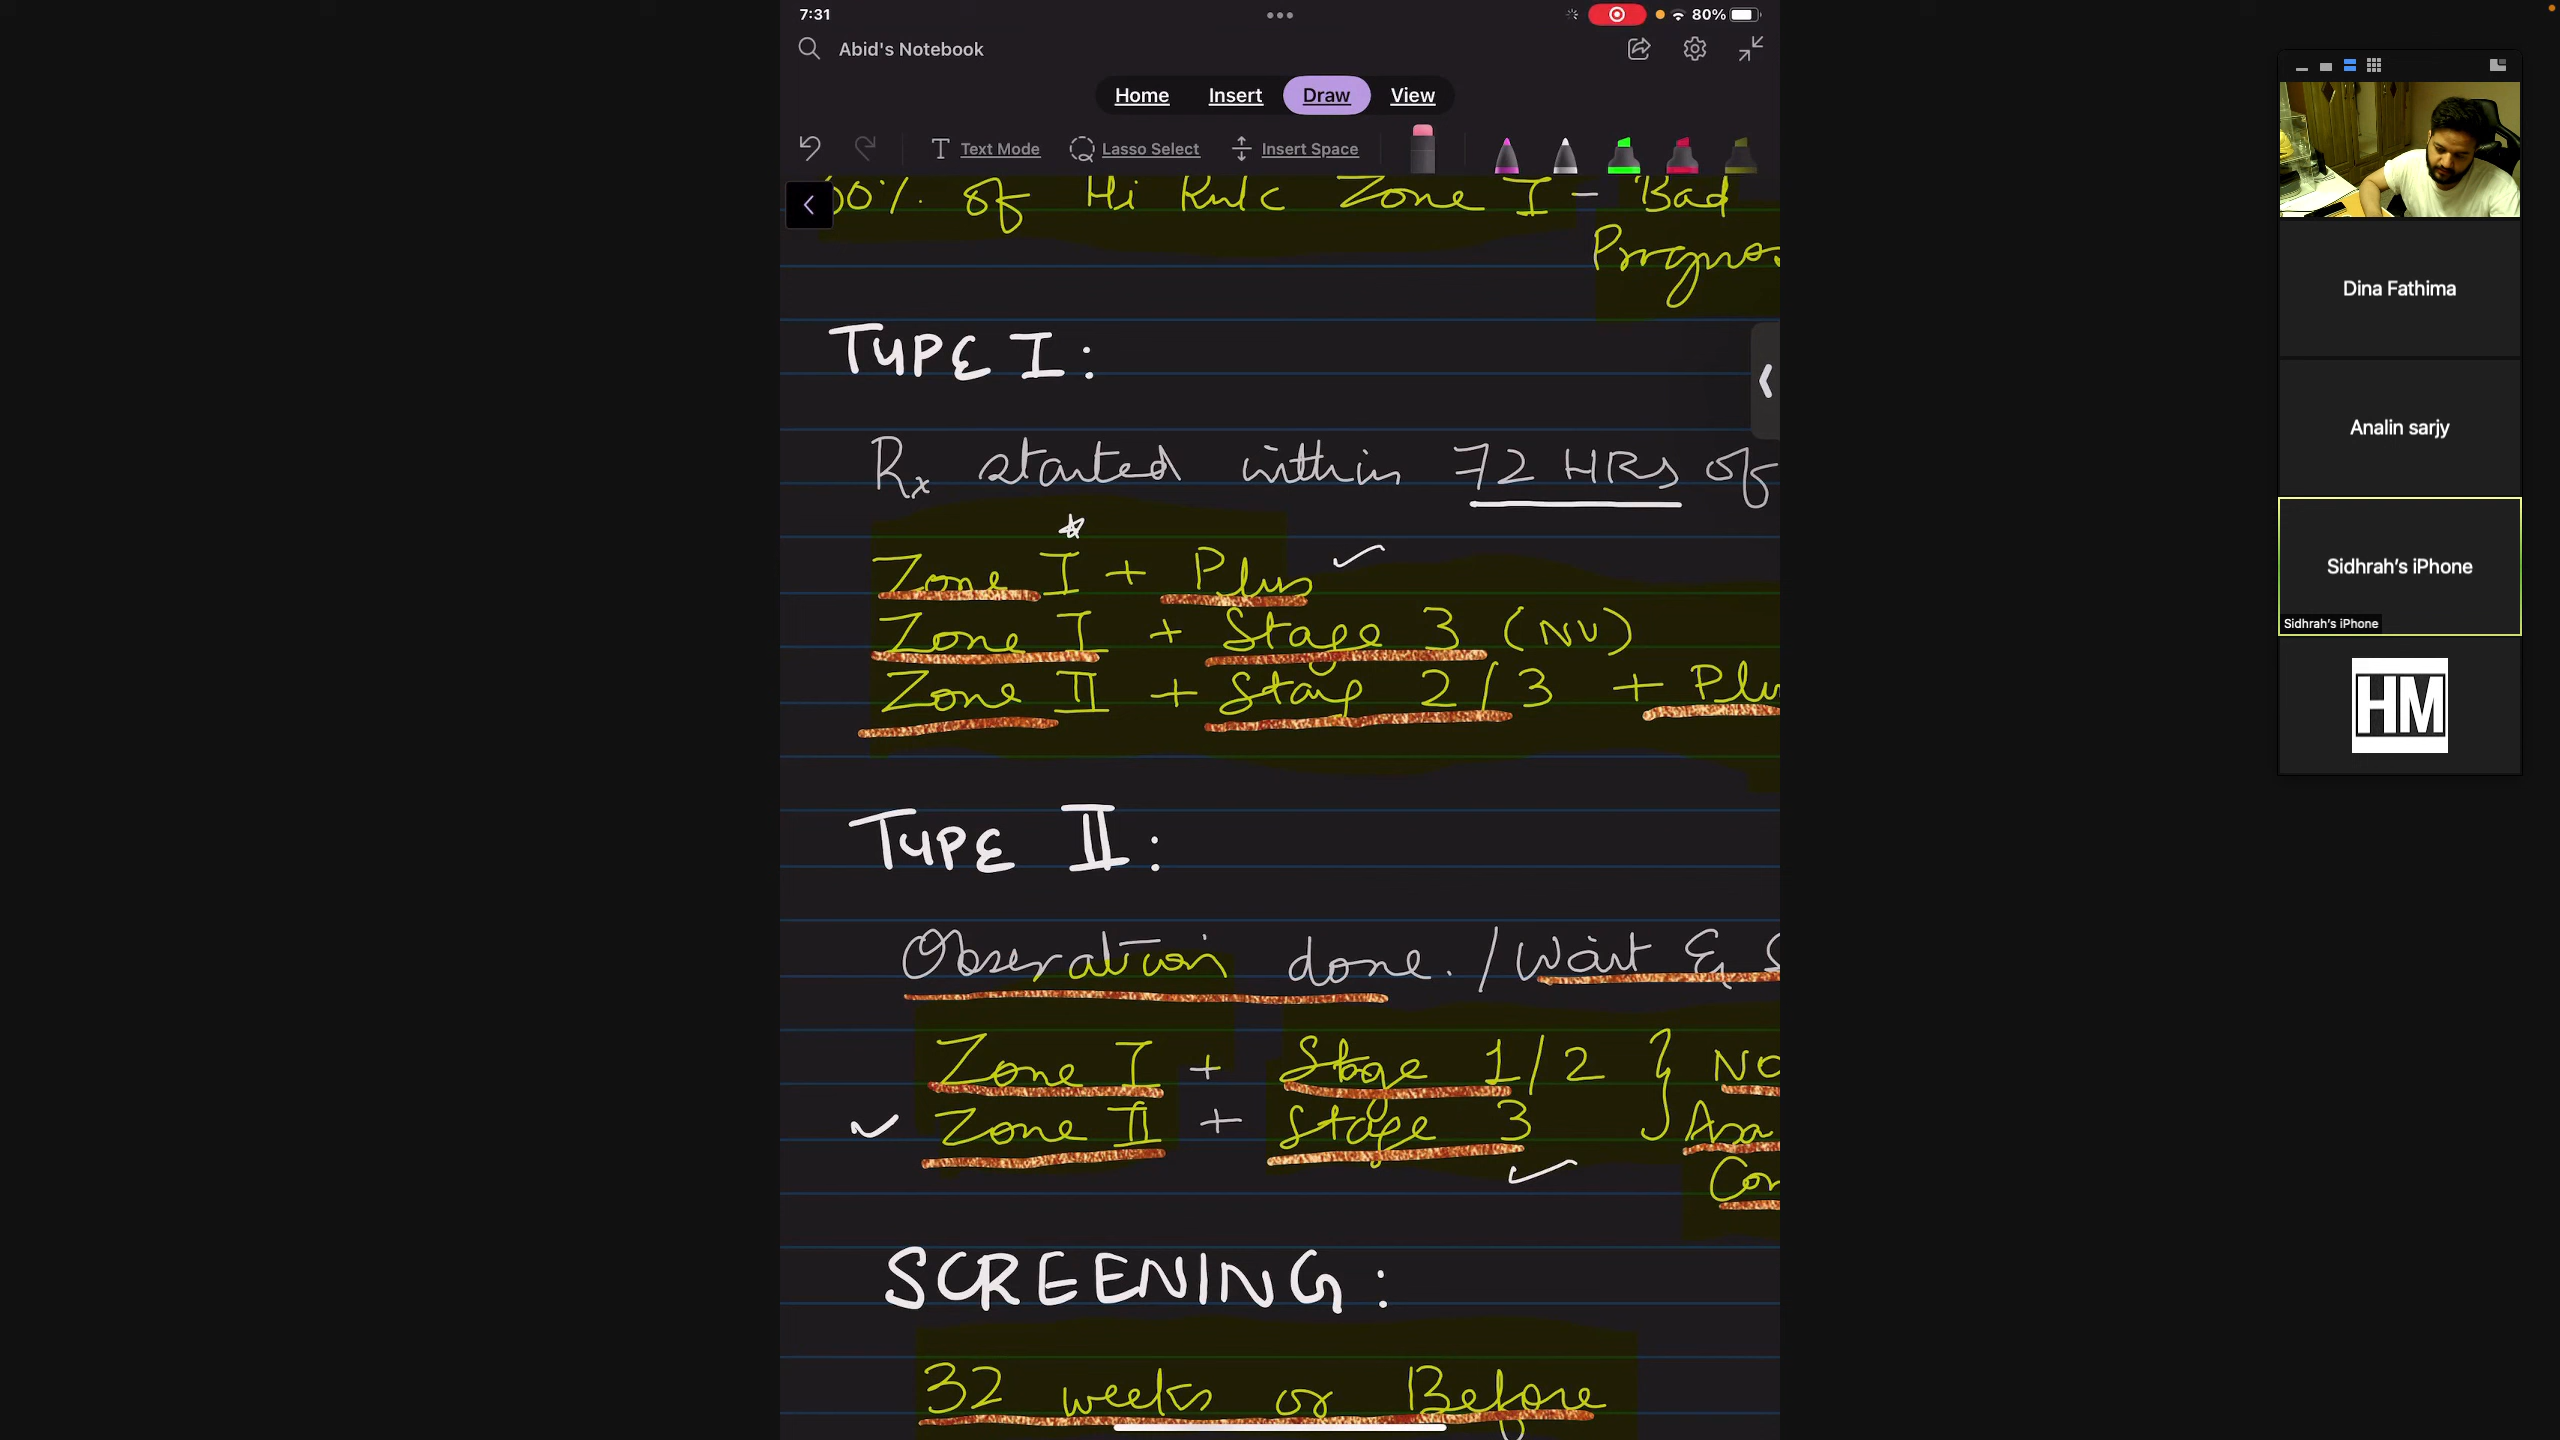 7:31
80%
Abid's Notebook
Home Insert Draw View
Text Mode Lasso Select Insert Space
of Hi Zone I - Bad
TYPE I :
Rx started within 72 HRs of
Zone I + Plus
Zone I + Stage 3 (NV)
Zone II + Stage 2/3 +
TYPE II :
Observation done. / Wait &
Zone I + Stage 1/2
Zone II + Stage 3
SCREENING :
32 weeks or Before
Dina Fathima
Analin sarjy
Sidhrah's iPhone
Sidhrah's iPhone
HM